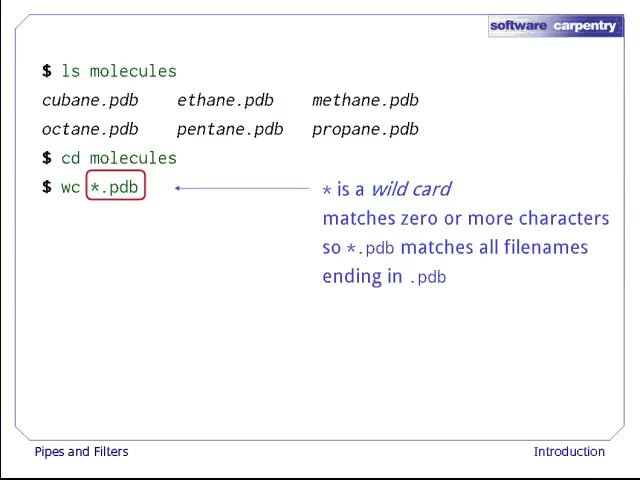 software carpentry
$ ls molecules
cubane.pdb ethane.pdb methane.pdb
octane.pdb pentane.pdb propane.pdb
$ cd molecules
$ wc *.pdb
* is a wild card
matches zero or more characters
so *.pdb matches all filenames
ending in .pdb
Pipes and Filters
Introduction